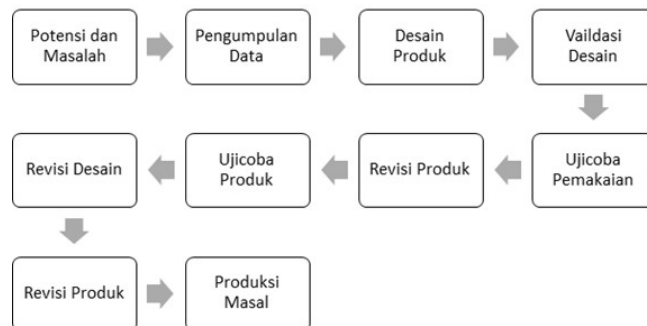 Potensi dan
Masalah
Pengumpulan
Data
Desain
Produk
Vaildasi
Desain
Ujicoba
Pemakaian
Revisi Produk
Ujicoba
Produk
Revisi Desain
Revisi Produk
Produksi
Masal